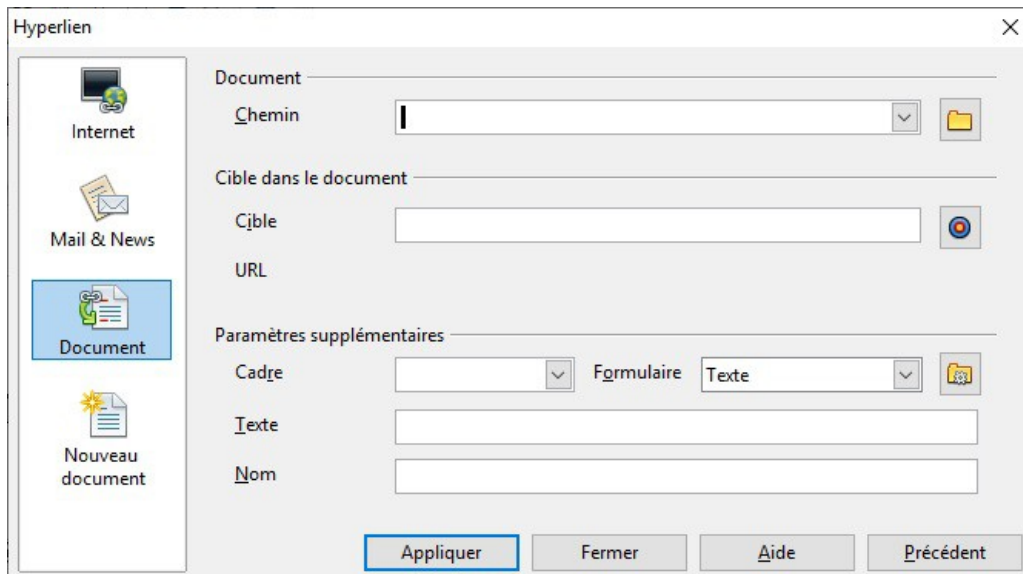 Hyperlien
Internet
Mail & News
Document
Nouveau
document
Document
Chemin
Cible dans le document
Cible
URL
Paramètres supplémentaires
Cadre
Formulaire
Texte
Texte
Nom
Appliquer
Fermer
Aide
Précédent